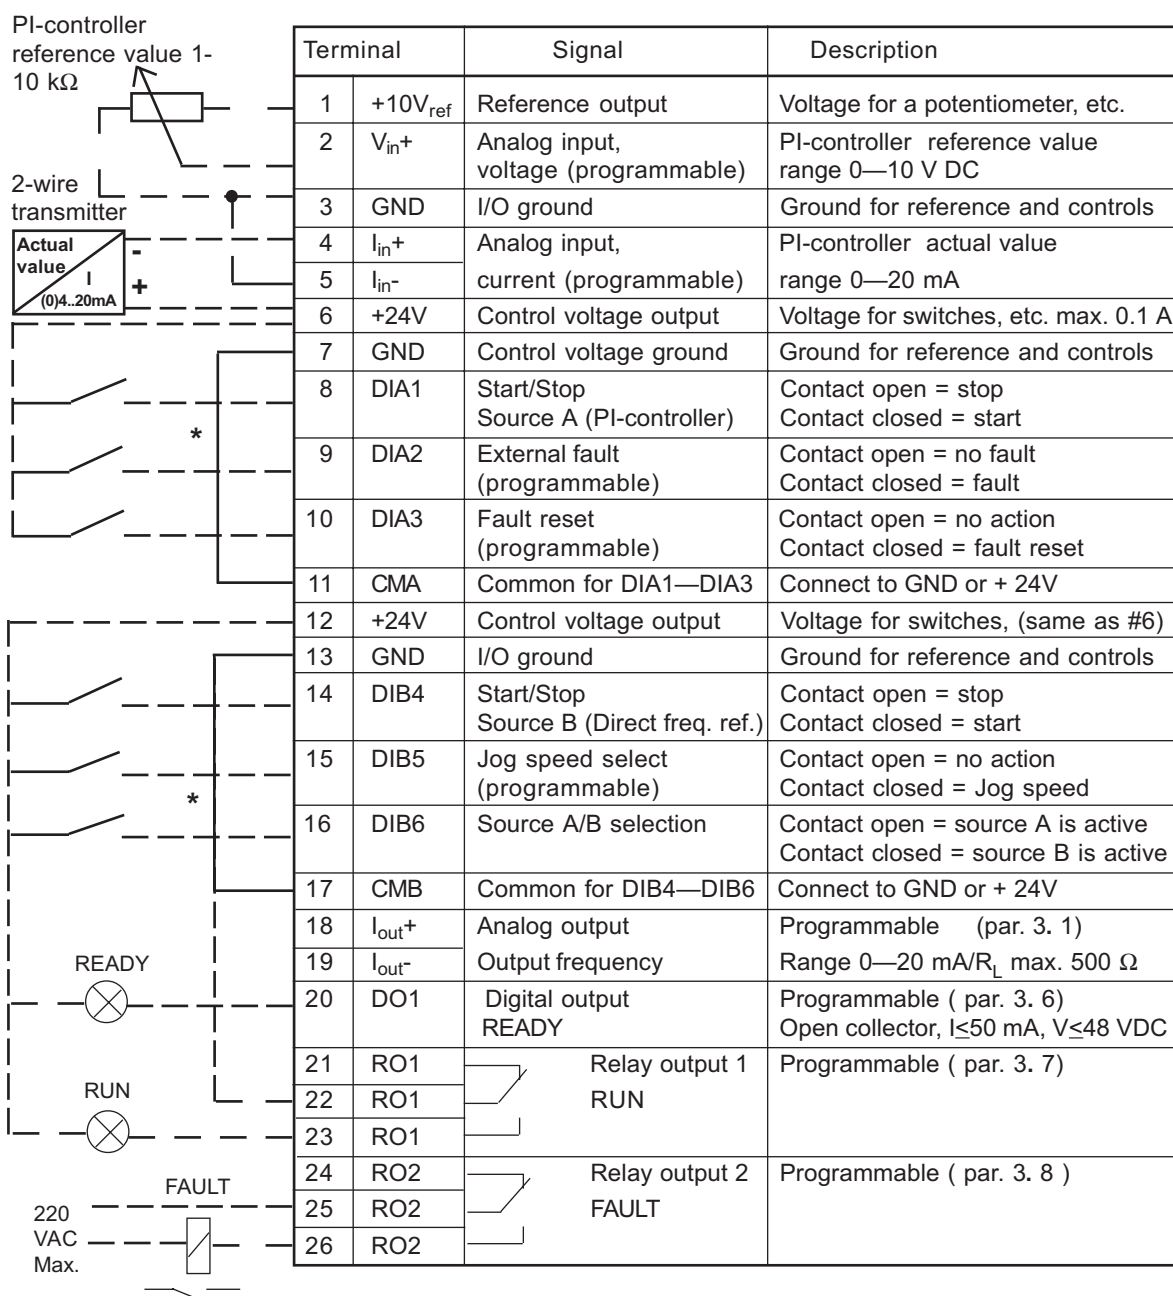 PI-controller
reference value 1-
10 kΩ
2-wire
transmitter
Actual
value
I
(0)4..20mA
-
+
*
*
READY
RUN
FAULT
220
VAC
Max.
Terminal Signal Description
1 +10Vref Reference output Voltage for a potentiometer, etc.
2 Vin+ Analog input, PI-controller reference value
voltage (programmable) range 0—10 V DC
3 GND I/O ground Ground for reference and controls
4 Iin+ Analog input, PI-controller actual value
5 Iin- current (programmable) range 0—20 mA
6 +24V Control voltage output Voltage for switches, etc. max. 0.1 A
7 GND Control voltage ground Ground for reference and controls
8 DIA1 Start/Stop Contact open = stop
Source A (PI-controller) Contact closed = start
9 DIA2 External fault Contact open = no fault
(programmable) Contact closed = fault
10 DIA3 Fault reset Contact open = no action
(programmable) Contact closed = fault reset
11 CMA Common for DIA1—DIA3 Connect to GND or + 24V
12 +24V Control voltage output Voltage for switches, (same as #6)
13 GND I/O ground Ground for reference and controls
14 DIB4 Start/Stop Contact open = stop
Source B (Direct freq. ref.) Contact closed = start
15 DIB5 Jog speed select Contact open = no action
(programmable) Contact closed = Jog speed
16 DIB6 Source A/B selection Contact open = source A is active
Contact closed = source B is active
17 CMB Common for DIB4—DIB6 Connect to GND or + 24V
18 Iout+ Analog output Programmable (par. 3. 1)
19 Iout- Output frequency Range 0—20 mA/RL max. 500 Ω
20 DO1 Digital output Programmable ( par. 3. 6)
READY Open collector, I≤50 mA, V≤48 VDC
21 RO1 Relay output 1 Programmable ( par. 3. 7)
22 RO1 RUN
23 RO1
24 RO2 Relay output 2 Programmable ( par. 3. 8 )
25 RO2 FAULT
26 RO2